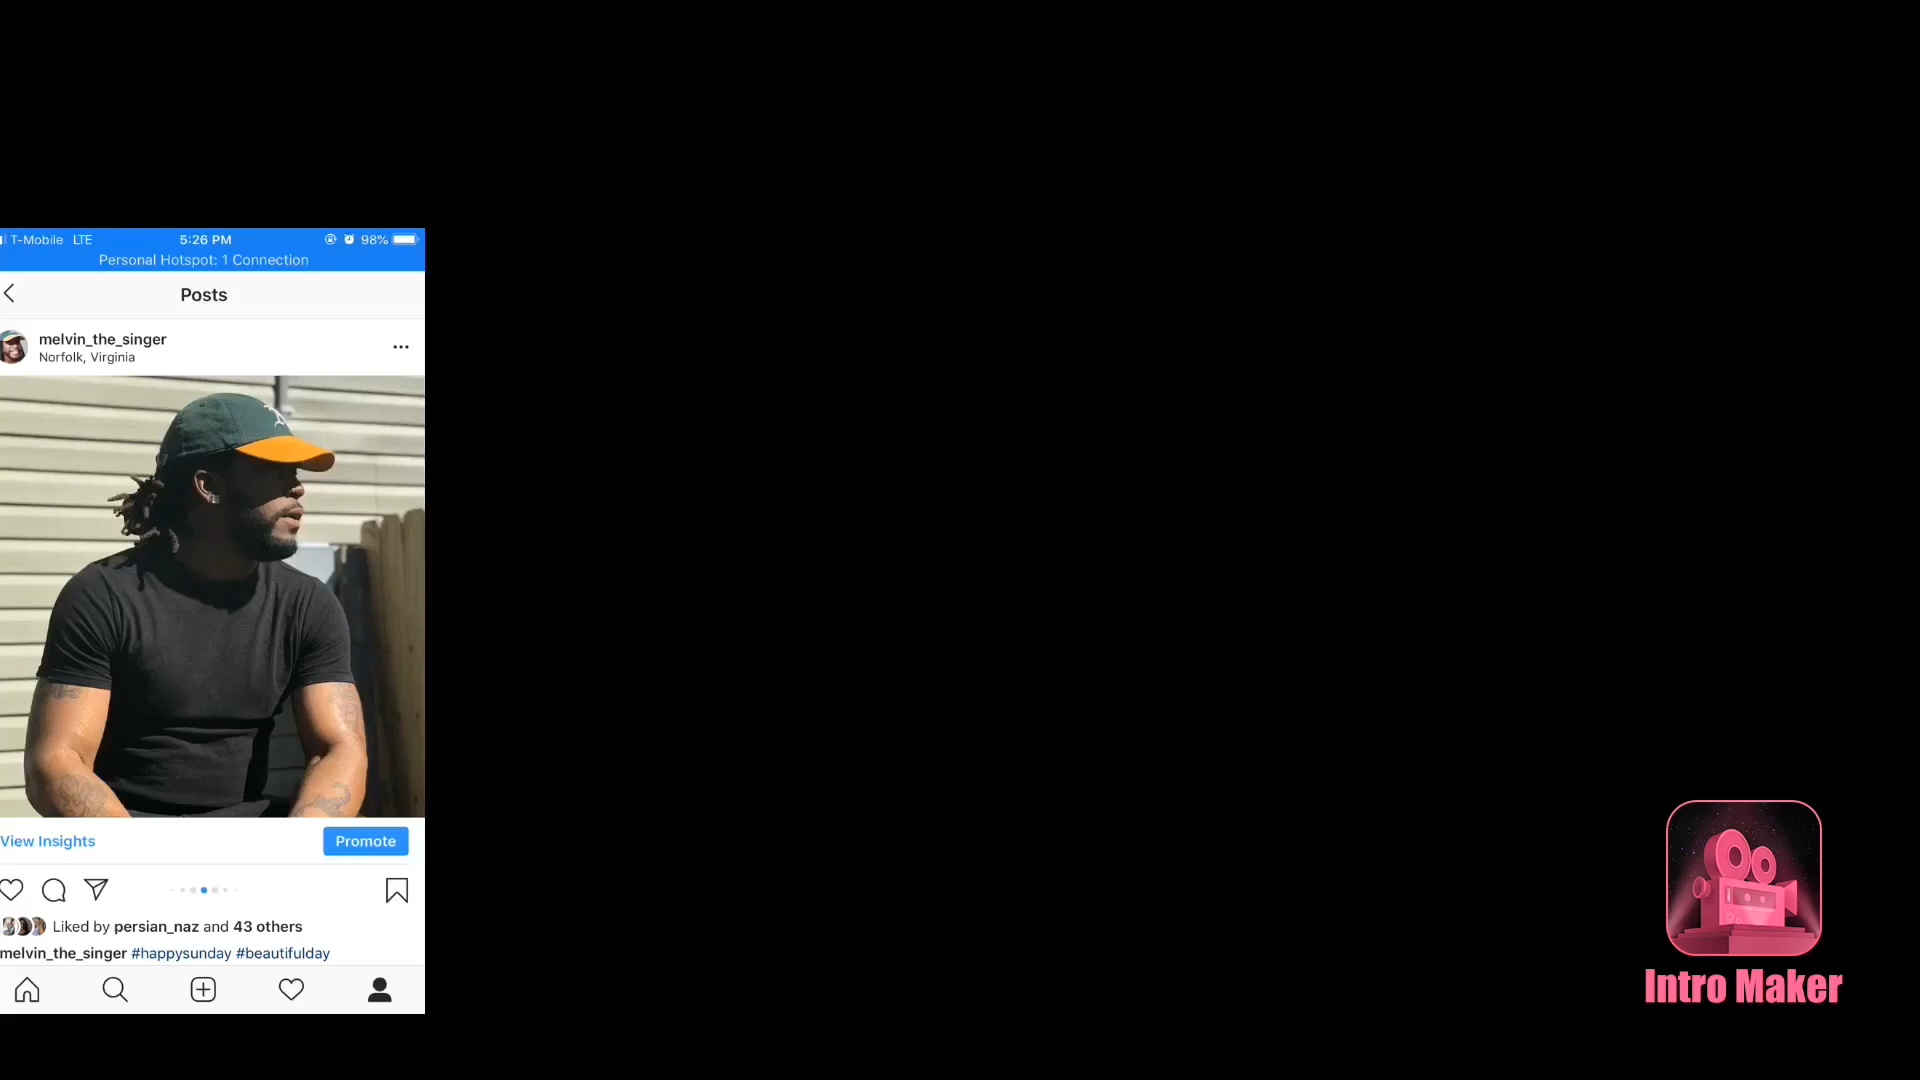 T-Mobile LTE 5:26 PM 98%
Personal Hotspot: 1 Connection
Posts
melvin_the_singer
Norfolk, Virginia
View Insights
Promote
Liked by persian_naz and 43 others
melvin_the_singer #happysunday #beautifulday
Intro Maker